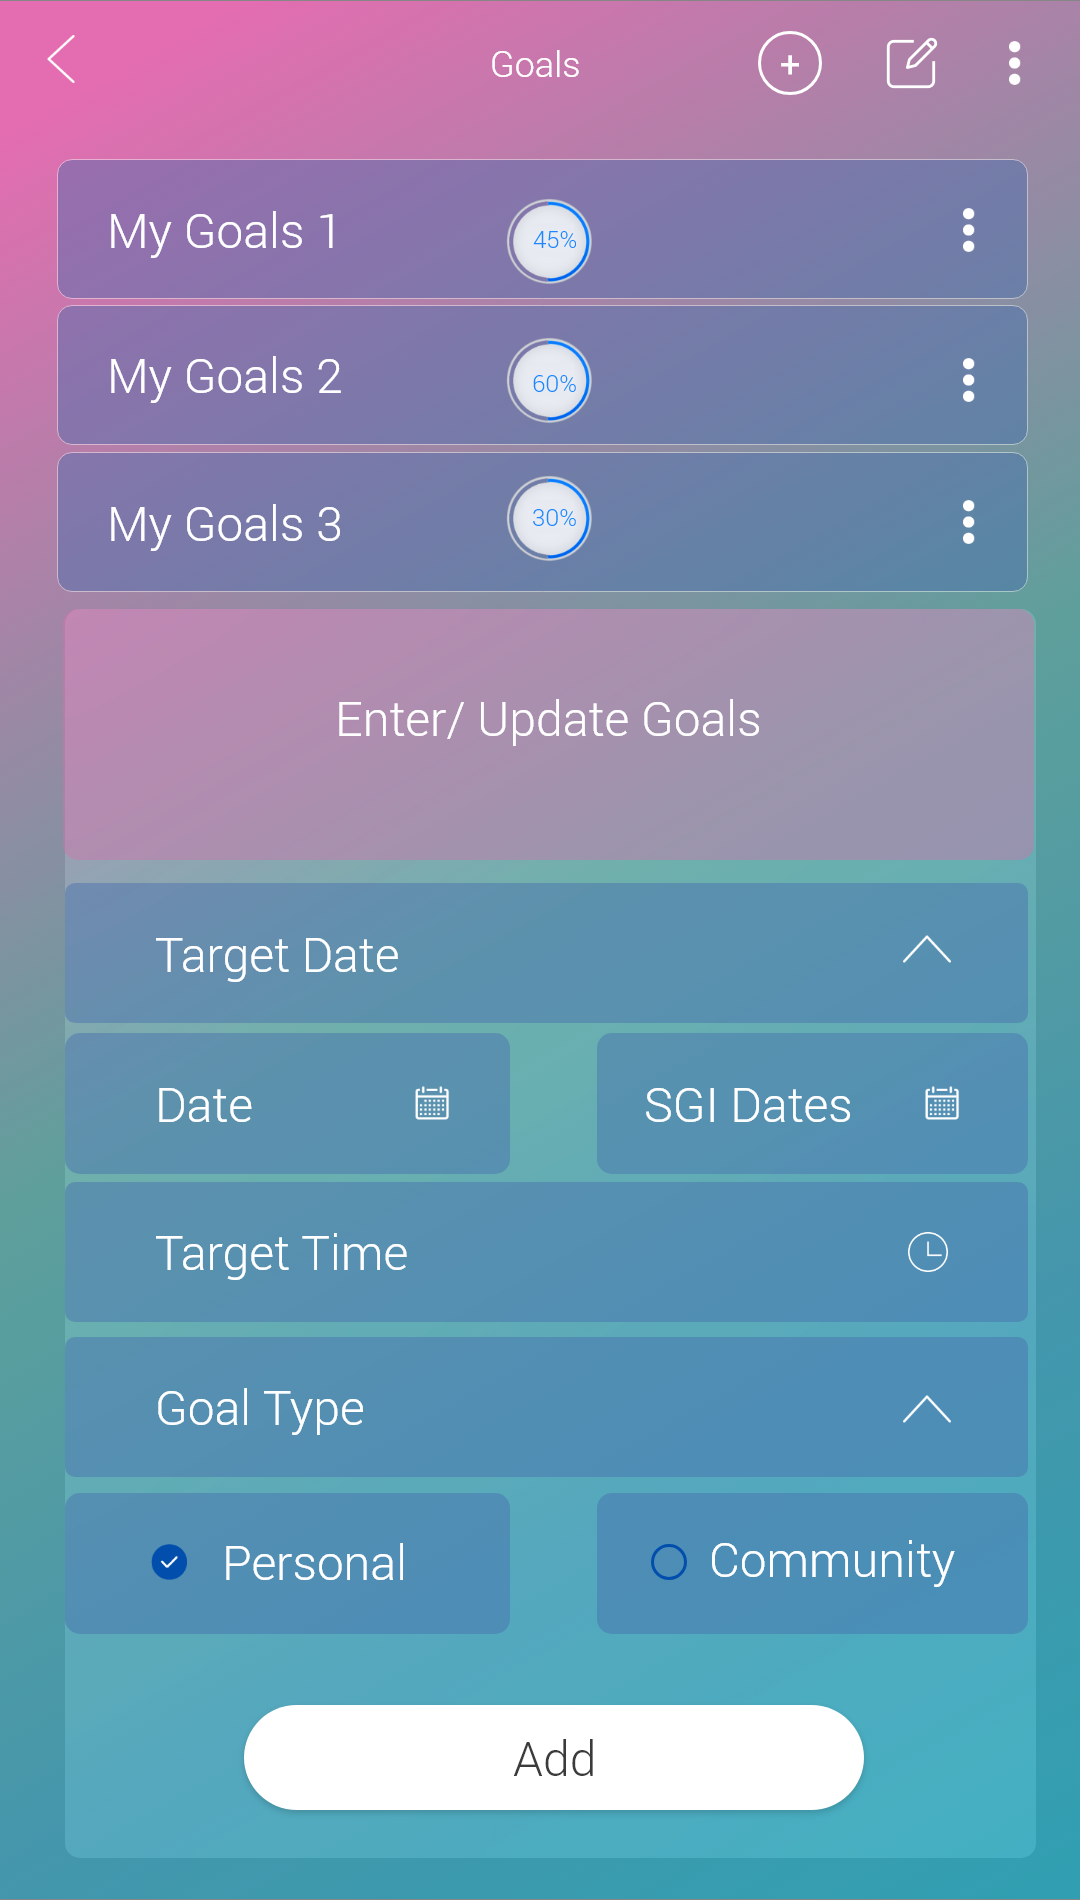 Goals
My Goals 1
45%
My Goals 2
60%
My Goals 3
30%
Enter/ Update Goals
Target Date
Date
SGI Dates
Target Time
Goal Type
Personal
Community
Add